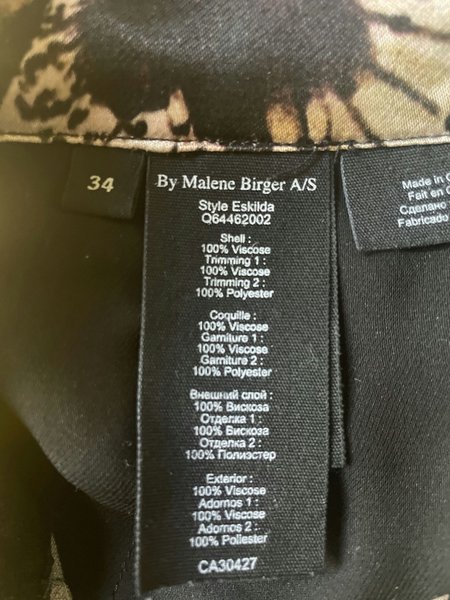 34
By Malene Birger A/S
Style Eskilda
Q64462002
Shell :
100% Viscose
Trimming 1 :
100% Viscose
Trimming 2 :
100% Polyester
Coquille :
100% Viscose
Garniture 1 :
100% Viscose
Garniture 2 :
100% Polyester
Внешний слой :
100% Вискоза
Отделка 1 :
100% Вискоза
Отделка 2 :
100% Полиэстер
Exterior :
100% Viscose
Adornos 1 :
100% Viscose
Adornos 2 :
100% Poliester
CA30427
Made in
Fait en
Сделано
Fabricado